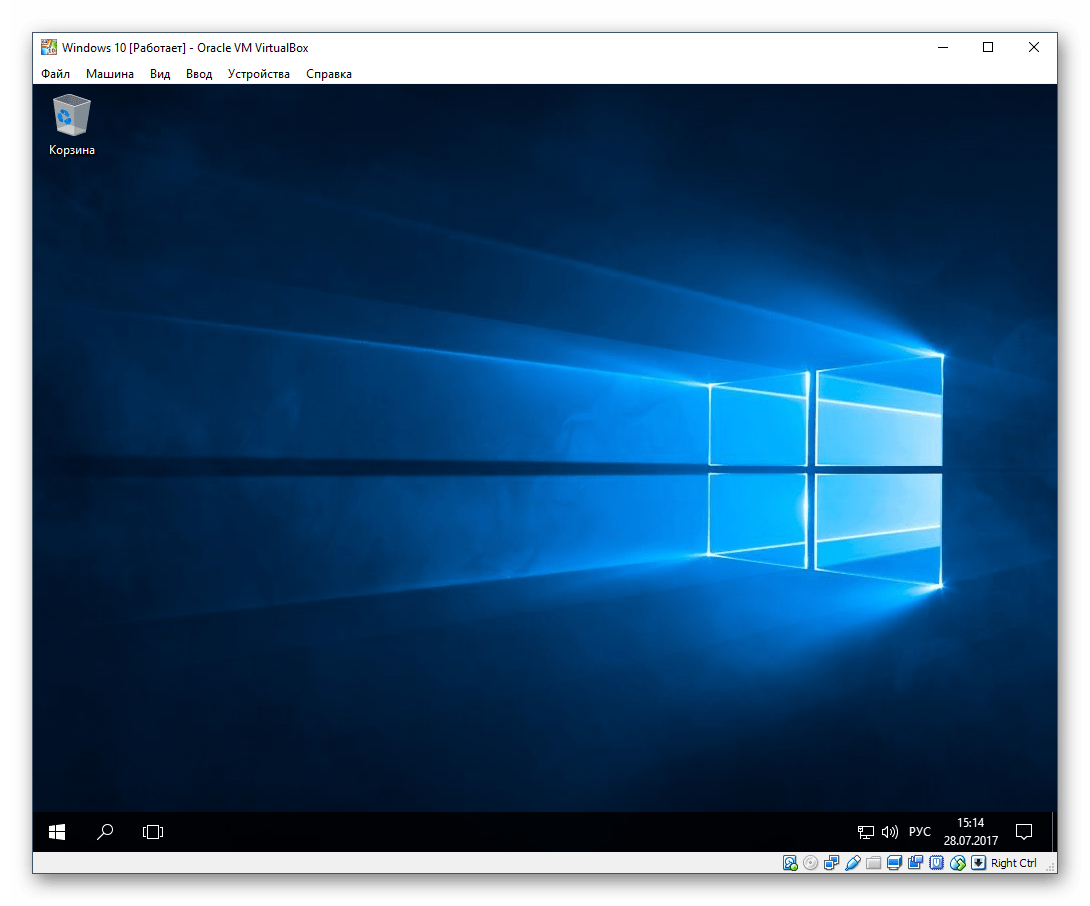 Windows 10 [Работает] - Oracle VM VirtualBox
Файл Машина Вид Ввод Устройства Справка
Корзина
РУС
15:14
28.07.2017
Right Ctrl